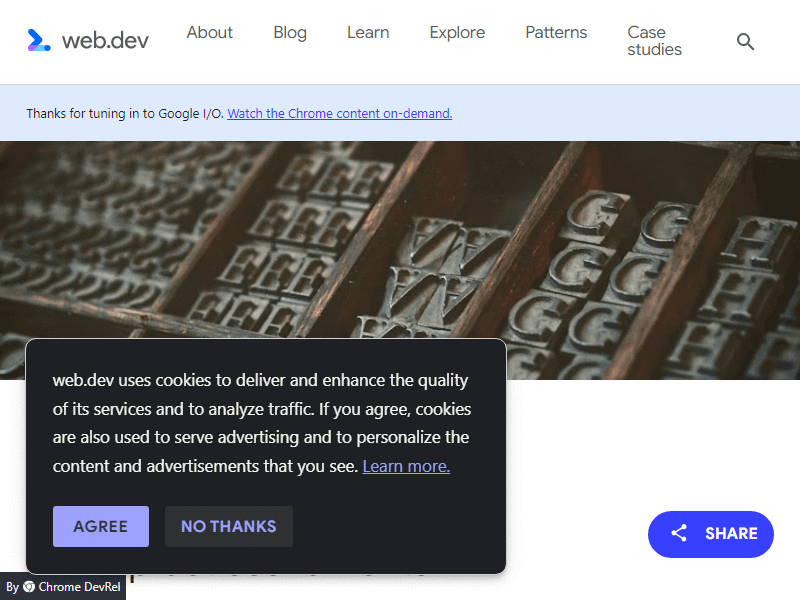 web.dev
About
Blog
Learn
Explore
Patterns
Case
studies
Thanks for tuning in to Google I/O. Watch the Chrome content on-demand.
web.dev uses cookies to deliver and enhance the quality
of its services and to analyze traffic. If you agree, cookies
are also used to serve advertising and to personalize the
content and advertisements that you see. Learn more.
AGREE
NO THANKS
SHARE
By Chrome DevRel